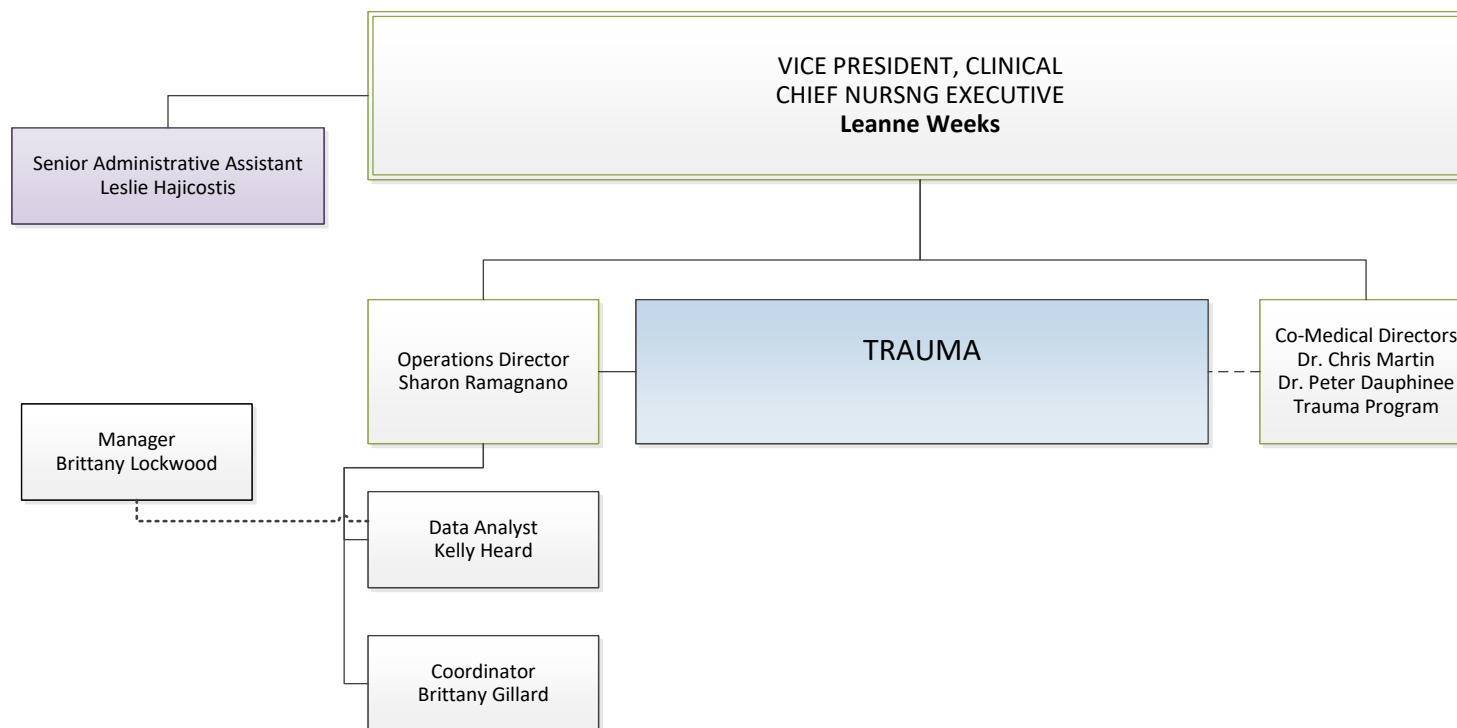 VICE PRESIDENT, CLINICAL
CHIEF NURSNG EXECUTIVE
Leanne Weeks
Senior Administrative Assistant
Leslie Hajicostis
Operations Director
Sharon Ramagnano
TRAUMA
Co-Medical Directors
Dr. Chris Martin
Dr. Peter Dauphinee
Trauma Program
Manager
Brittany Lockwood
Data Analyst
Kelly Heard
Coordinator
Brittany Gillard